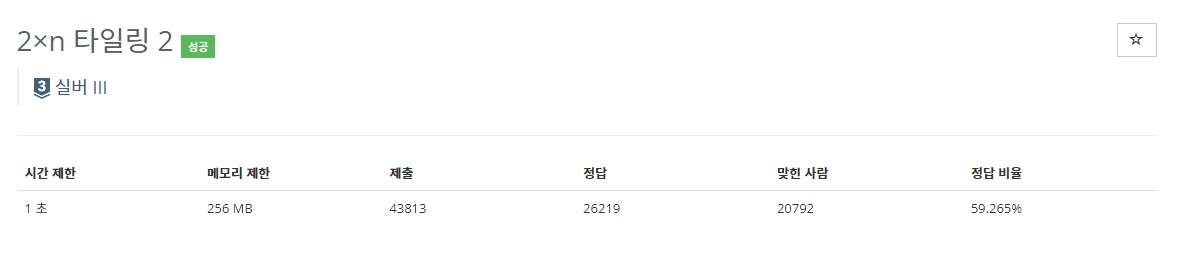 2×n 타일링 2 성공
3 실버 III
시간 제한 메모리 제한 제출 정답 맞힌 사람 정답 비율
1 초 256 MB 43813 26219 20792 59.265%